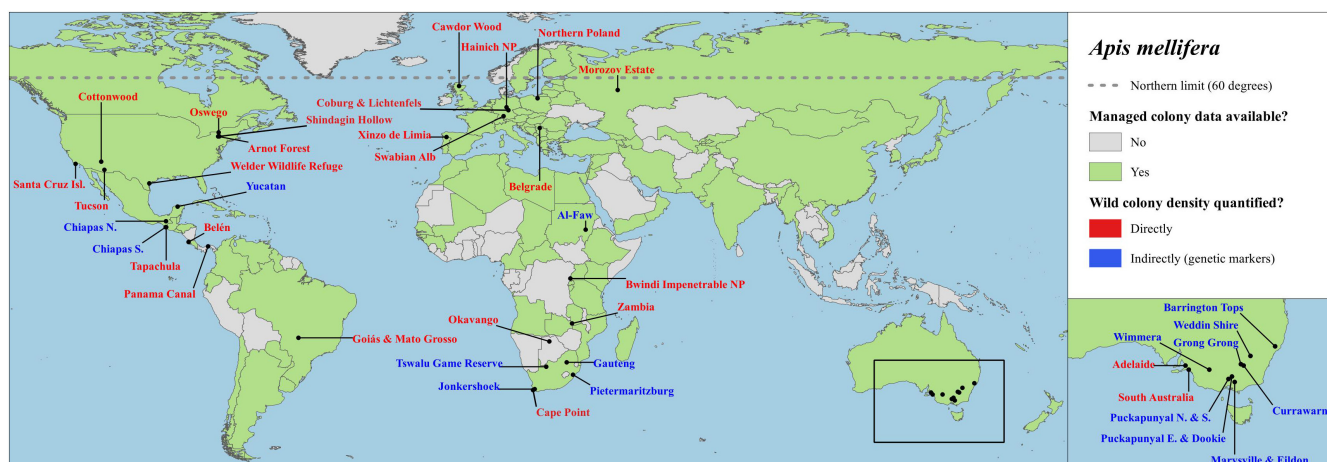 Cawdor Wood
Hainich NP
Northern Poland
Morozov Estate
Cottonwood
Oswego
Coburg & Lichtenfels
Shindagin Hollow
Xinzo de Limia
Arnot Forest
Swabian Alb
Welder Wildlife Refuge
Santa Cruz Isl.
Yucatan
Belgrade
Tucson
Al-Faw
Chiapas N.
Belén
Chiapas S.
Tapachula
Bwindi Impenetrable NP
Panama Canal
Zambia
Okavango
Goiás & Mato Grosso
Tswalu Game Reserve
Gauteng
Jonkershoek
Pietermaritzburg
Cape Point
Apis mellifera
Northern limit (60 degrees)
Managed colony data available?
No
Yes
Wild colony density quantified?
Directly
Indirectly (genetic markers)
Barrington Tops
Weddin Shire
Wimmera
Grong Grong
Adelaide
South Australia
Puckapunyal N. & S.
Currawarna
Puckapunyal E. & Dookie
Marysville & Eildon